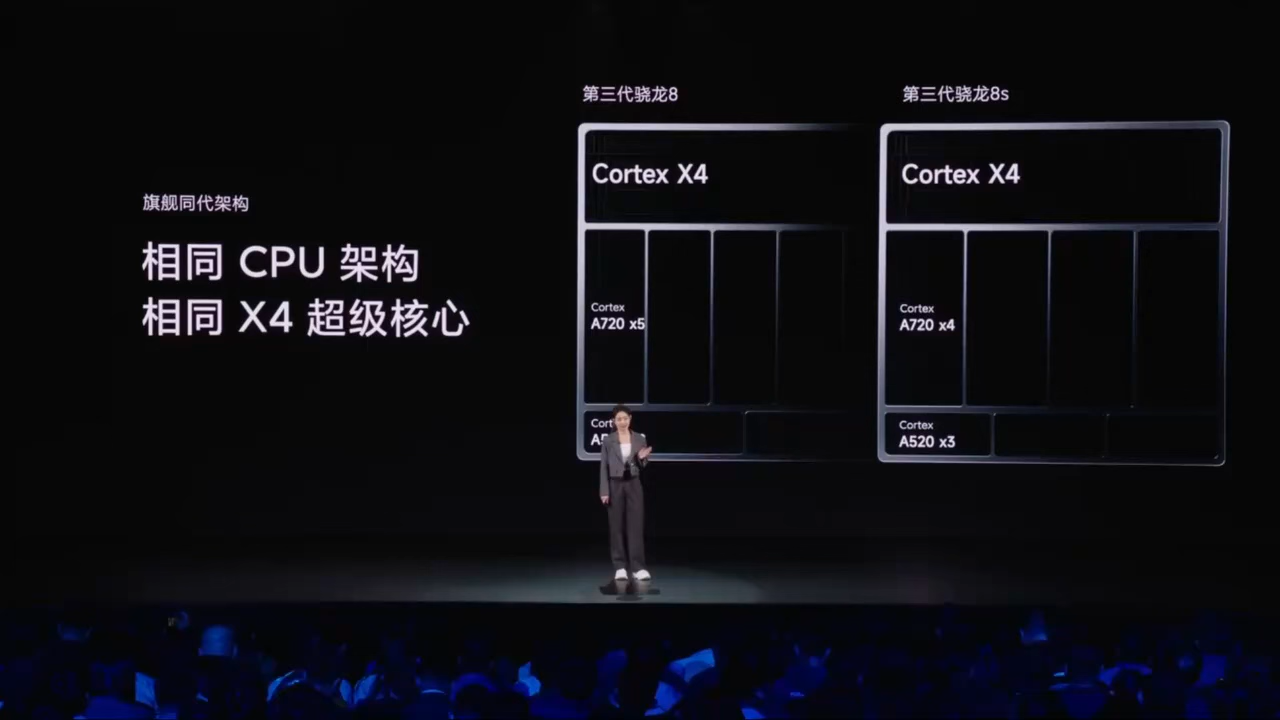 旗舰同代架构
相同 CPU 架构
相同 X4 超级核心
第三代骁龙8
Cortex X4
Cortex
A720 x5
第三代骁龙8s
Cortex X4
Cortex
A720 x4
Cortex
A520 x3